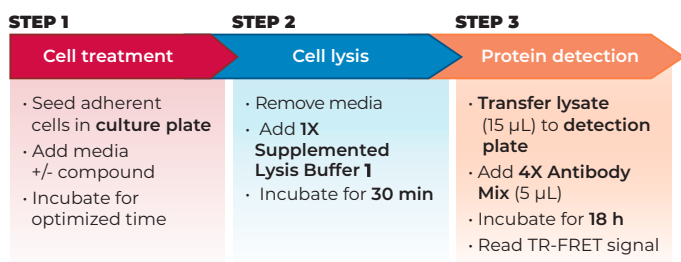 STEP 1
Cell treatment
· Seed adherent
cells in culture plate
· Add media
+/- compound
· Incubate for
optimized time
STEP 2
Cell lysis
· Remove media
· Add 1X
Supplemented
Lysis Buffer 1
· Incubate for 30 min
STEP 3
Protein detection
· Transfer lysate
(15 µL) to detection
plate
· Add 4X Antibody
Mix (5 µL)
· Incubate for 18 h
· Read TR-FRET signal